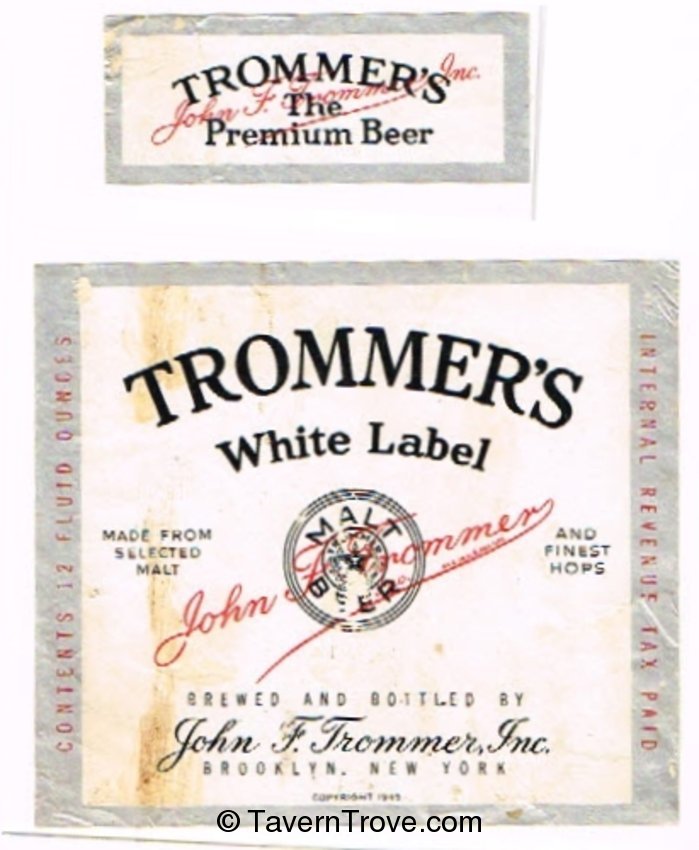 TROMMER'S
John F. Trommer, Inc.
The
Premium Beer
TROMMER'S
White Label
CONTENTS 12 FLUID OUNCES
INTERNAL REVENUE TAX PAID
MADE FROM
SELECTED
MALT
MALT
BEER
AND
FINEST
HOPS
John F. Trommer
BREWED AND BOTTLED BY
John F. Trommer, Inc.
BROOKLYN, NEW YORK
COPYRIGHT
© TavernTrove.com